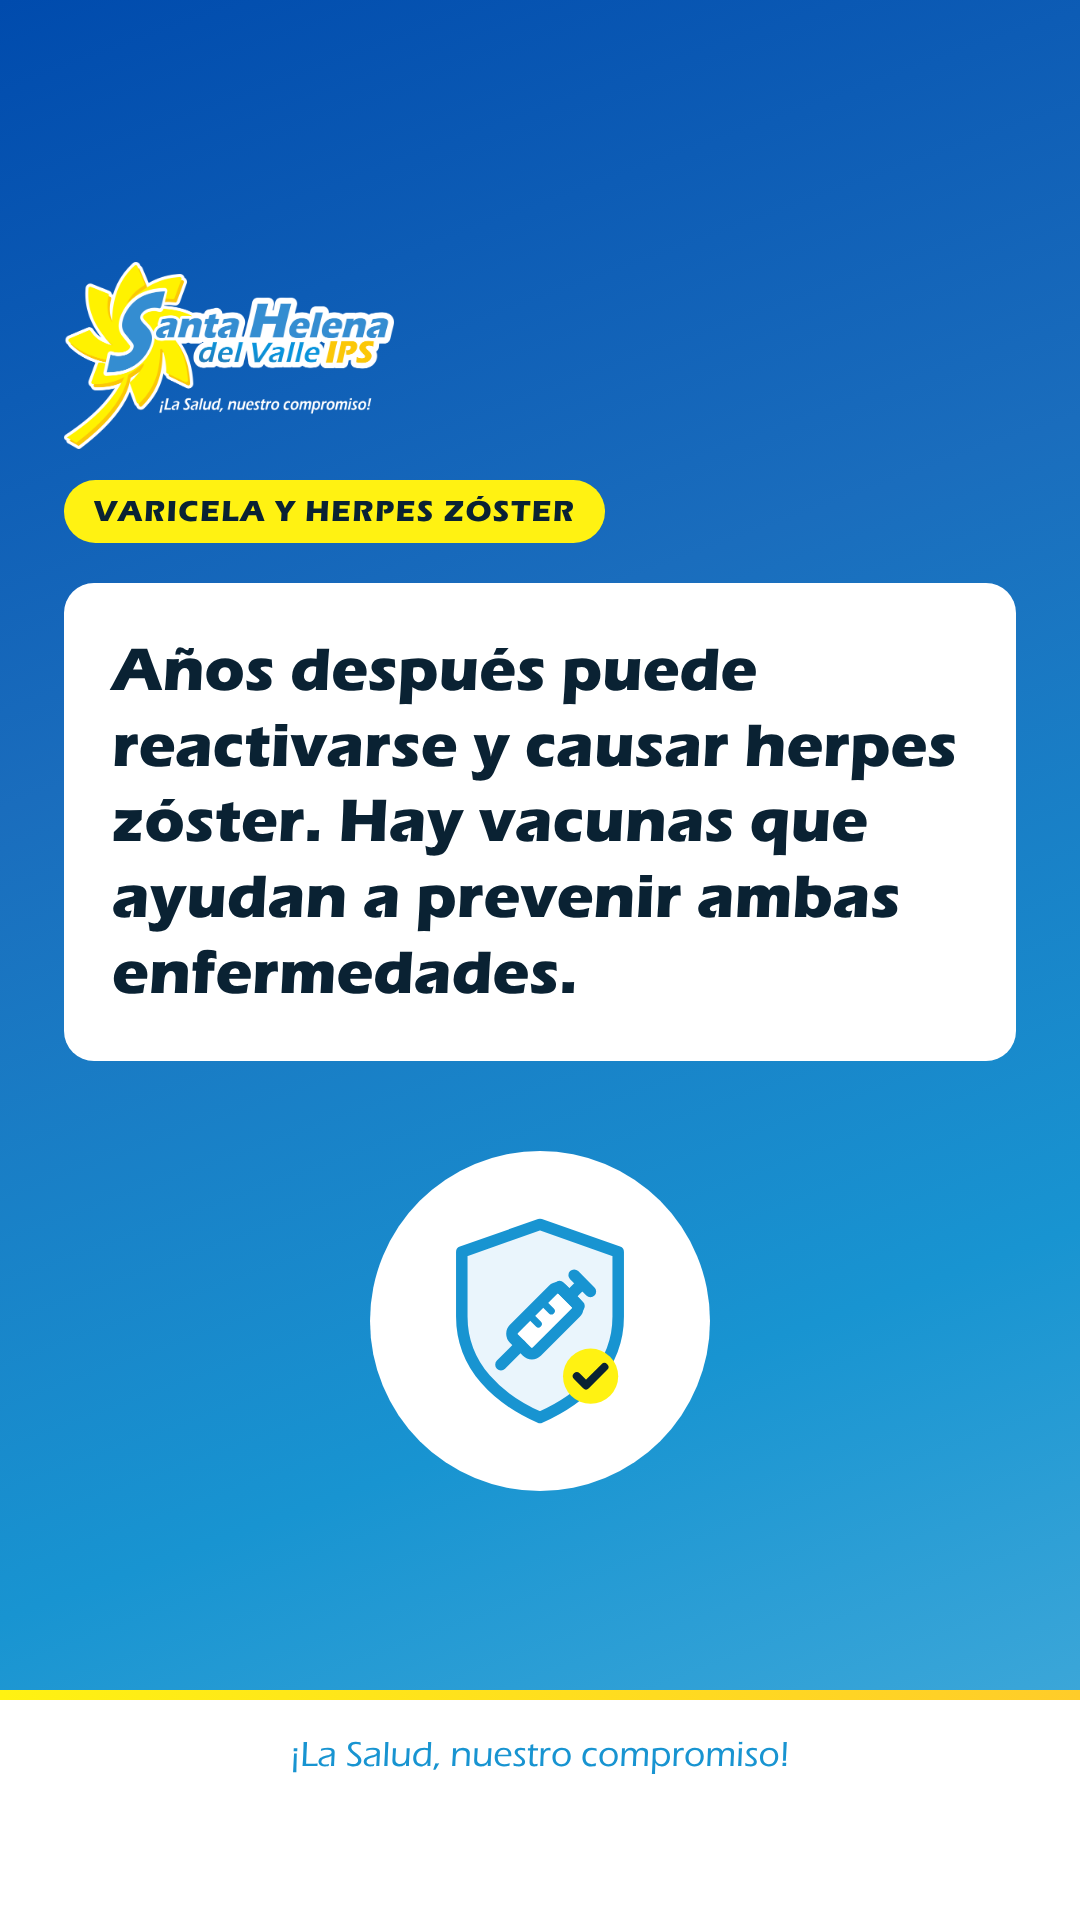 Santa Helena
del Valle IPS
¡La Salud, nuestro compromiso!
VARICELA Y HERPES ZÓSTER
Años después puede
reactivarse y causar herpes
zóster. Hay vacunas que
ayudan a prevenir ambas
enfermedades.
¡La Salud, nuestro compromiso!